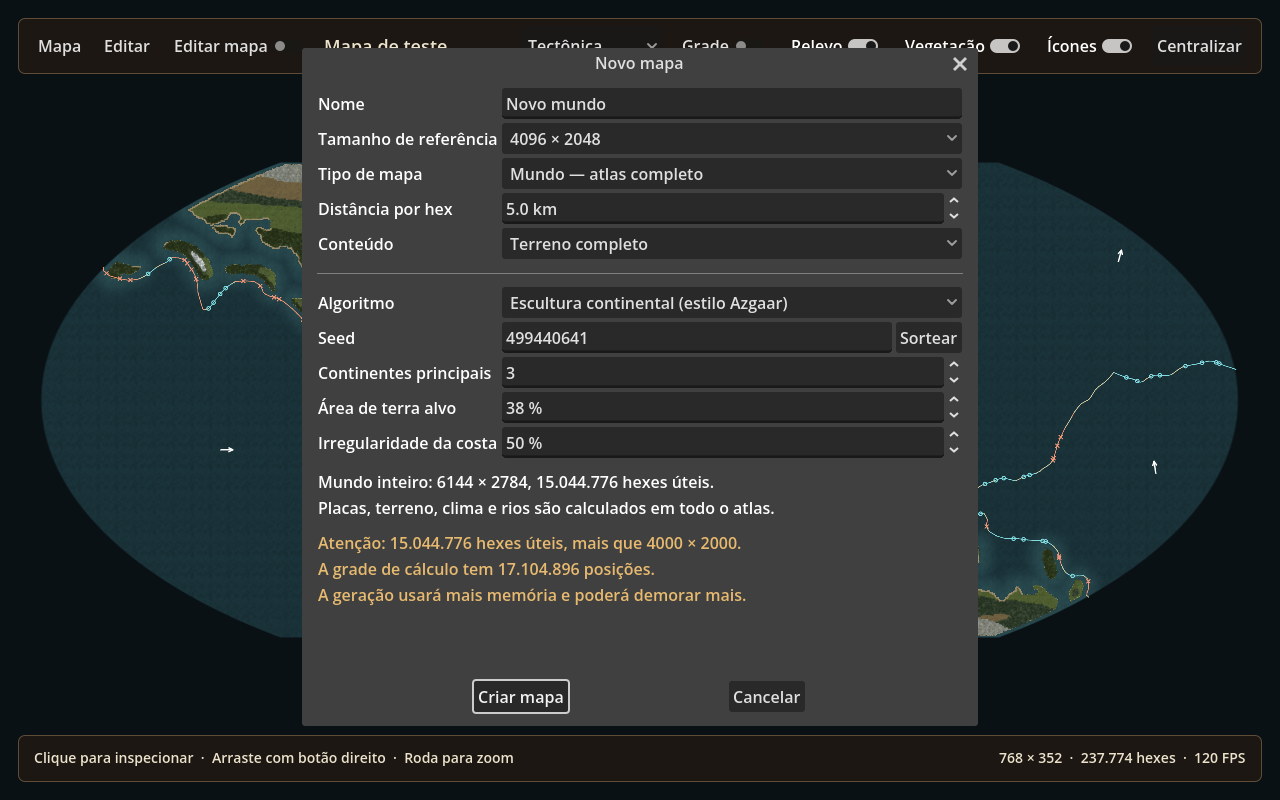 Mapa Editar Editar mapa Mapa de teste Tectônica Grade Relevo Vegetação Ícones Centralizar
Novo mapa
Nome Novo mundo
Tamanho de referência 4096 × 2048
Tipo de mapa Mundo — atlas completo
Distância por hex 5.0 km
Conteúdo Terreno completo
Algoritmo Escultura continental (estilo Azgaar)
Seed 499440641 Sortear
Continentes principais 3
Área de terra alvo 38 %
Irregularidade da costa 50 %
Mundo inteiro: 6144 × 2784, 15.044.776 hexes úteis.
Placas, terreno, clima e rios são calculados em todo o atlas.
Atenção: 15.044.776 hexes úteis, mais que 4000 × 2000.
A grade de cálculo tem 17.104.896 posições.
A geração usará mais memória e poderá demorar mais.
Criar mapa Cancelar
Clique para inspecionar · Arraste com botão direito · Roda para zoom 768 × 352 · 237.774 hexes · 120 FPS